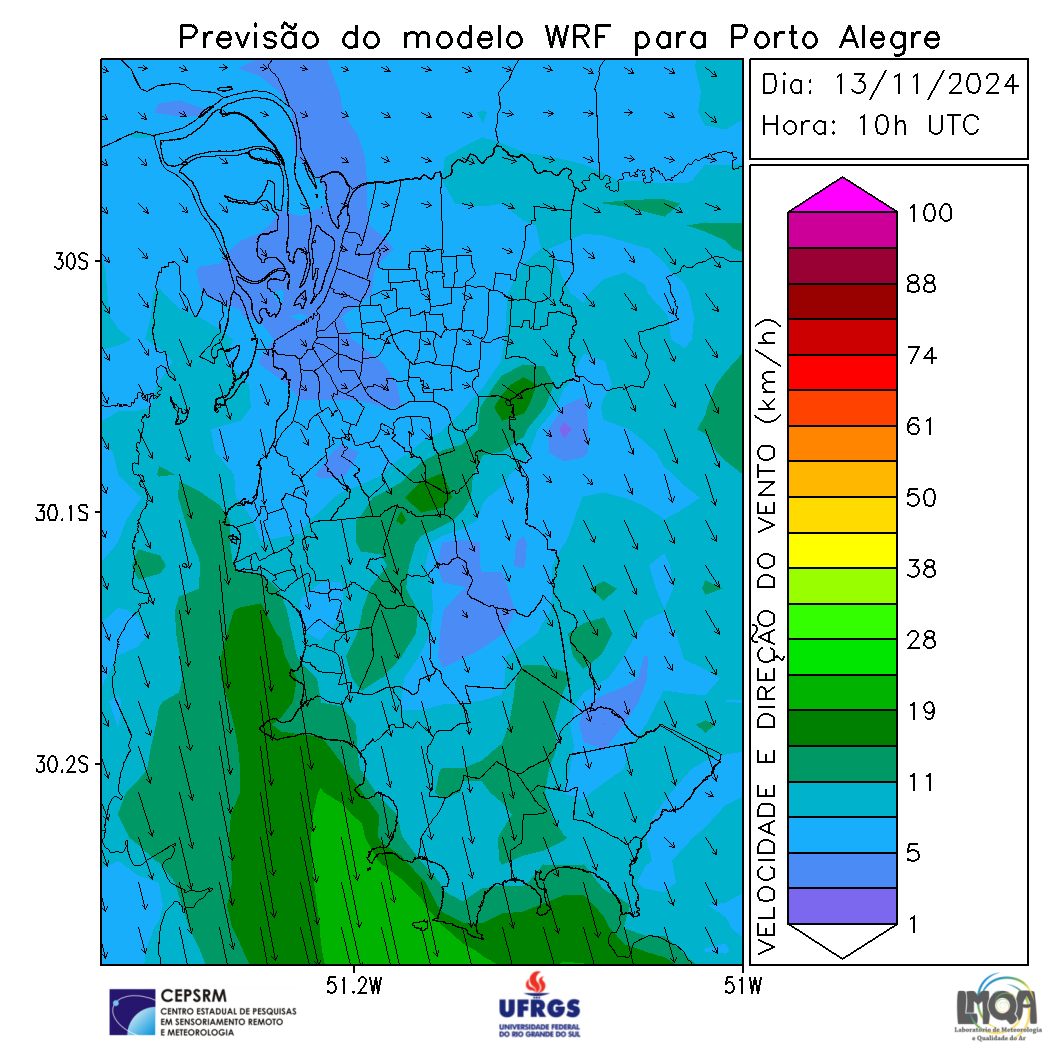 Previsão do modelo WRF para Porto Alegre
Dia: 13/11/2024
Hora: 10h UTC
30S
30.1S
30.2S
51.2W
51W
VELOCIDADE E DIREÇÃO DO VENTO (km/h)
100
88
74
61
50
38
28
19
11
5
1
CEPSRM
CENTRO ESTADUAL DE PESQUISAS
EM SENSORIAMENTO REMOTO
E METEOROLOGIA
UFRGS
UNIVERSIDADE FEDERAL
DO RIO GRANDE DO SUL
LMQA
Laboratório de Meteorologia
e Qualidade do Ar